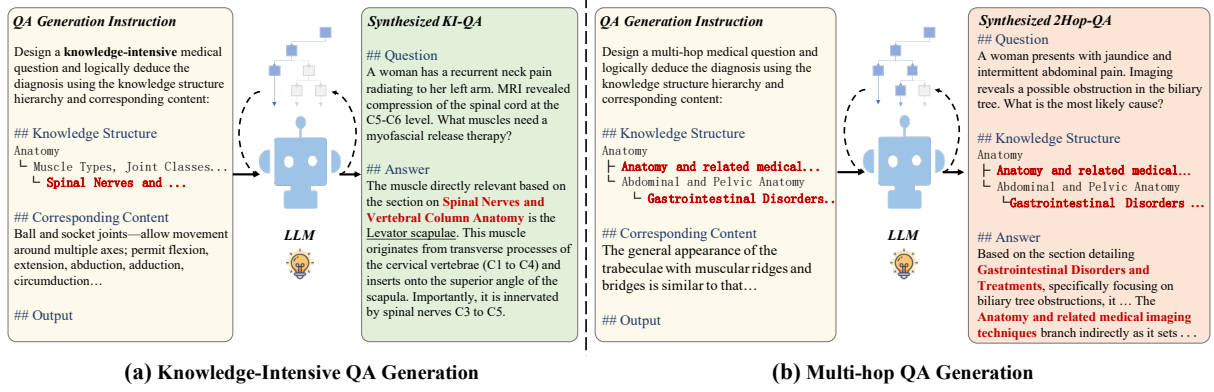 QA Generation Instruction
Design a knowledge-intensive medical
question and logically deduce the
diagnosis using the knowledge structure
hierarchy and corresponding content:
## Knowledge Structure
Anatomy
└ Muscle Types, Joint Classes...
└ Spinal Nerves and ...
## Corresponding Content
Ball and socket joints—allow movement
around multiple axes; permit flexion,
extension, abduction, adduction,
circumduction…
## Output
LLM
Synthesized KI-QA
## Question
A woman has a recurrent neck pain
radiating to her left arm. MRI revealed
compression of the spinal cord at the
C5-C6 level. What muscles need a
myofascial release therapy?
## Answer
The muscle directly relevant based on
the section on Spinal Nerves and
Vertebral Column Anatomy is the
Levator scapulae. This muscle
originates from transverse processes of
the cervical vertebrae (C1 to C4) and
inserts onto the superior angle of the
scapula. Importantly, it is innervated
by spinal nerves C3 to C5.
(a) Knowledge-Intensive QA Generation
QA Generation Instruction
Design a multi-hop medical question and
logically deduce the diagnosis using the
knowledge structure hierarchy and
corresponding content:
## Knowledge Structure
Anatomy
├ Anatomy and related medical...
└ Abdominal and Pelvic Anatomy
└ Gastrointestinal Disorders..
## Corresponding Content
The general appearance of the
trabeculae with muscular ridges and
bridges is similar to that…
## Output
LLM
Synthesized 2Hop-QA
## Question
A woman presents with jaundice and
intermittent abdominal pain. Imaging
reveals a possible obstruction in the biliary
tree. What is the most likely cause?
## Knowledge Structure
Anatomy
├ Anatomy and related medical…
└ Abdominal and Pelvic Anatomy
└Gastrointestinal Disorders ...
## Answer
Based on the section detailing
Gastrointestinal Disorders and
Treatments, specifically focusing on
biliary tree obstructions, it … The
Anatomy and related medical imaging
techniques branch indirectly as it sets . . .
(b) Multi-hop QA Generation